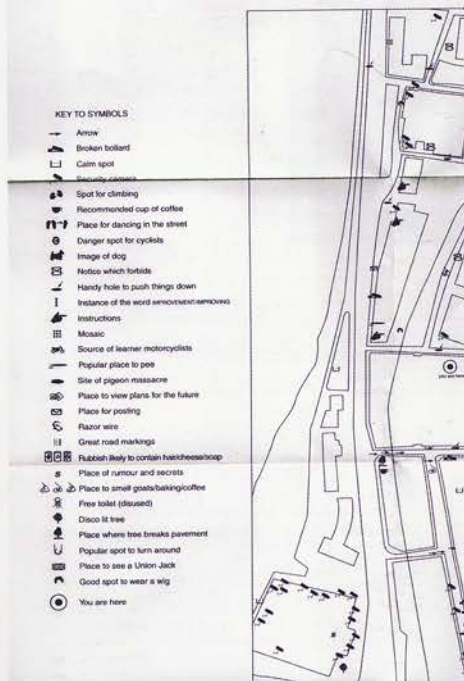 KEY TO SYMBOLS
Arrow
Broken bollard
Calm spot
Security camera
Spot for climbing
Recommended cup of coffee
Place for dancing in the street
Danger spot for cyclists
Image of dog
Notice which forbids
Handy hole to push things down
Instance of the word IMPROVEMENT/IMPROVING
Instructions
Mosaic
Source of learner motorcyclists
Popular place to pee
Site of pigeon massacre
Place to view plans for the future
Place for posting
Razor wire
Great road markings
Rubbish likely to contain hair/cheese/soap
S Place of rumour and secrets
Place to smell goats/baking/coffee
Free toilet (disused)
Disco lit tree
Place where tree breaks pavement
Popular spot to turn around
Place to see a Union Jack
Good spot to wear a wig
You are here
you are here